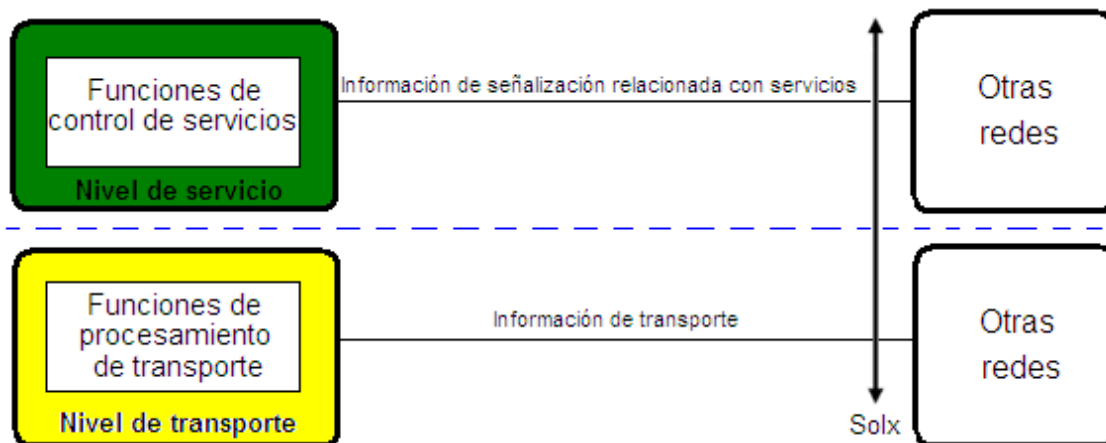 Funciones de
control de servicios
Nivel de servicio
Información de señalización relacionada con servicios
Otras
redes
Funciones de
procesamiento
de transporte
Nivel de transporte
Información de transporte
Solx
Otras
redes